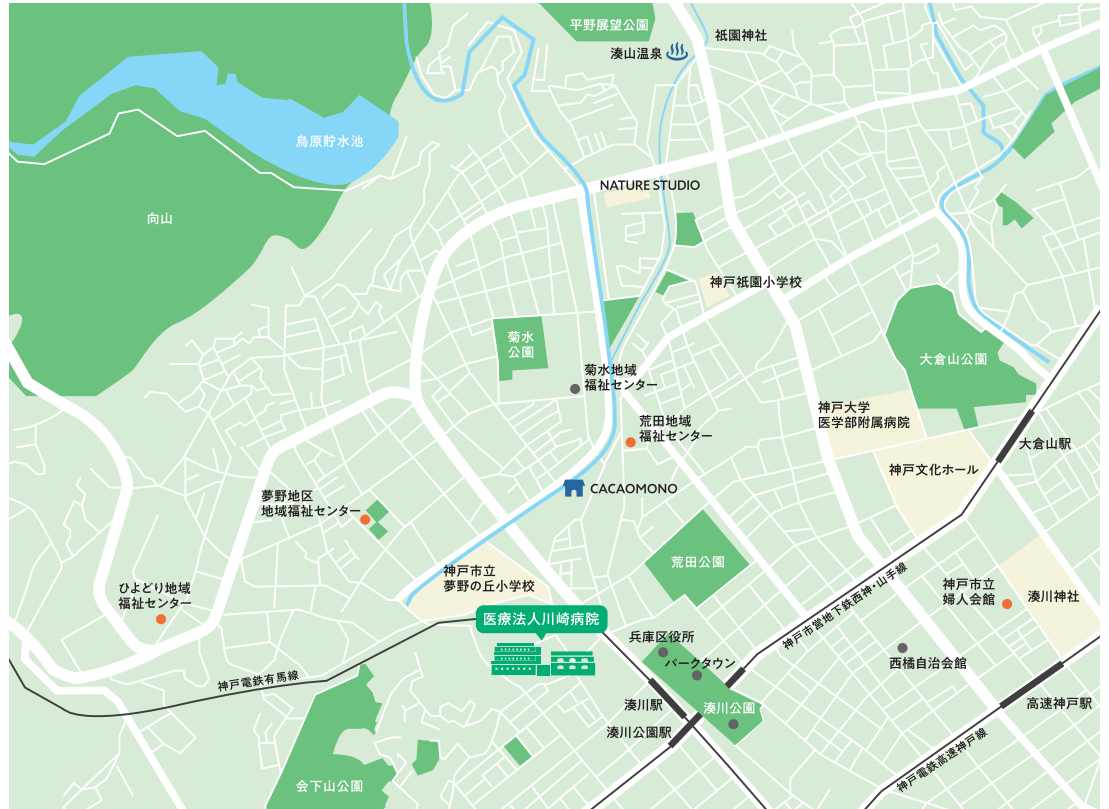 平野展望公園
祇園神社
湊山温泉
烏原貯水池
NATURE STUDIO
向山
神戸祇園小学校
菊水
公園
大倉山公園
菊水地域
福祉センター
神戸大学
医学部附属病院
荒田地域
福祉センター
大倉山駅
神戸文化ホール
CACAOMONO
夢野地区
地域福祉センター
荒田公園
神戸市立
夢野の丘小学校
ひよどり地域
福祉センター
神戸市営地下鉄西神・山手線
神戸市立
婦人会館
湊川神社
医療法人川崎病院
兵庫区役所
パークタウン
西橘自治会館
神戸電鉄有馬線
湊川駅
湊川公園
高速神戸駅
湊川公園駅
神戸電鉄高速神戸線
会下山公園